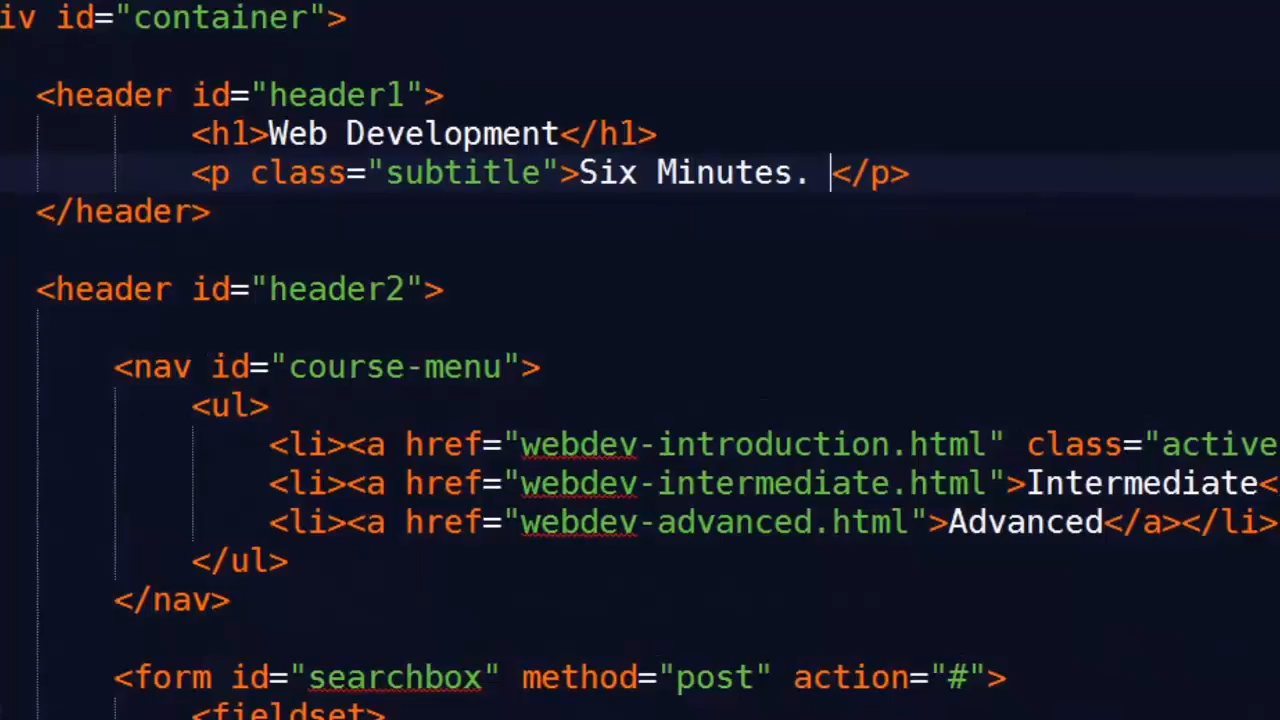 iv id="container">
<header id="header1">
<h1>Web Development</h1>
<p class="subtitle">Six Minutes. </p>
</header>
<header id="header2">
<nav id="course-menu">
<ul>
<li><a href="webdev-introduction.html" class="active
<li><a href="webdev-intermediate.html">Intermediate<
<li><a href="webdev-advanced.html">Advanced</a></li>
</ul>
</nav>
<form id="searchbox" method="post" action="#">
<fieldset>